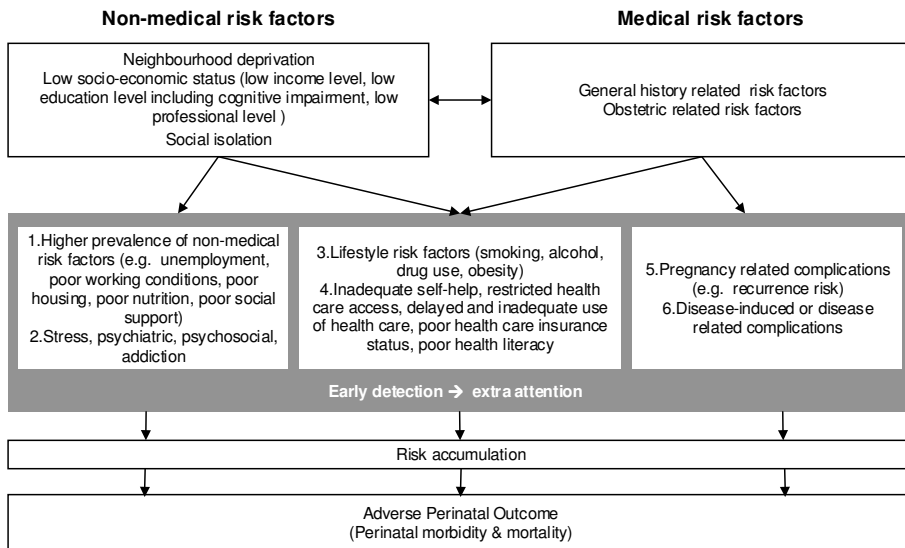 Non-medical risk factors
Medical risk factors
Neighbourhood deprivation
Low socio-economic status (low income level, low
education level including cognitive impairment, low
professional level )
Social isolation
General history related risk factors
Obstetric related risk factors
1.Higher prevalence of non-medical
risk factors (e.g. unemployment,
poor working conditions, poor
housing, poor nutrition, poor social
support)
2.Stress, psychiatric, psychosocial,
addiction
3.Lifestyle risk factors (smoking, alcohol,
drug use, obesity)
4.Inadequate self-help, restricted health
care access, delayed and inadequate use
of health care, poor health care insurance
status, poor health literacy
5.Pregnancy related complications
(e.g. recurrence risk)
6.Disease-induced or disease
related complications
Early detection → extra attention
Risk accumulation
Adverse Perinatal Outcome
(Perinatal morbidity & mortality)